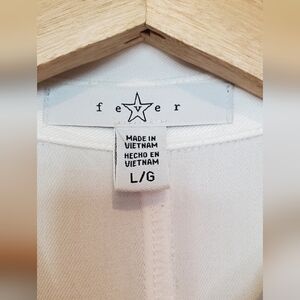 fever
MADE IN
VIETNAM
HECHO EN
VIETNAM
L/G